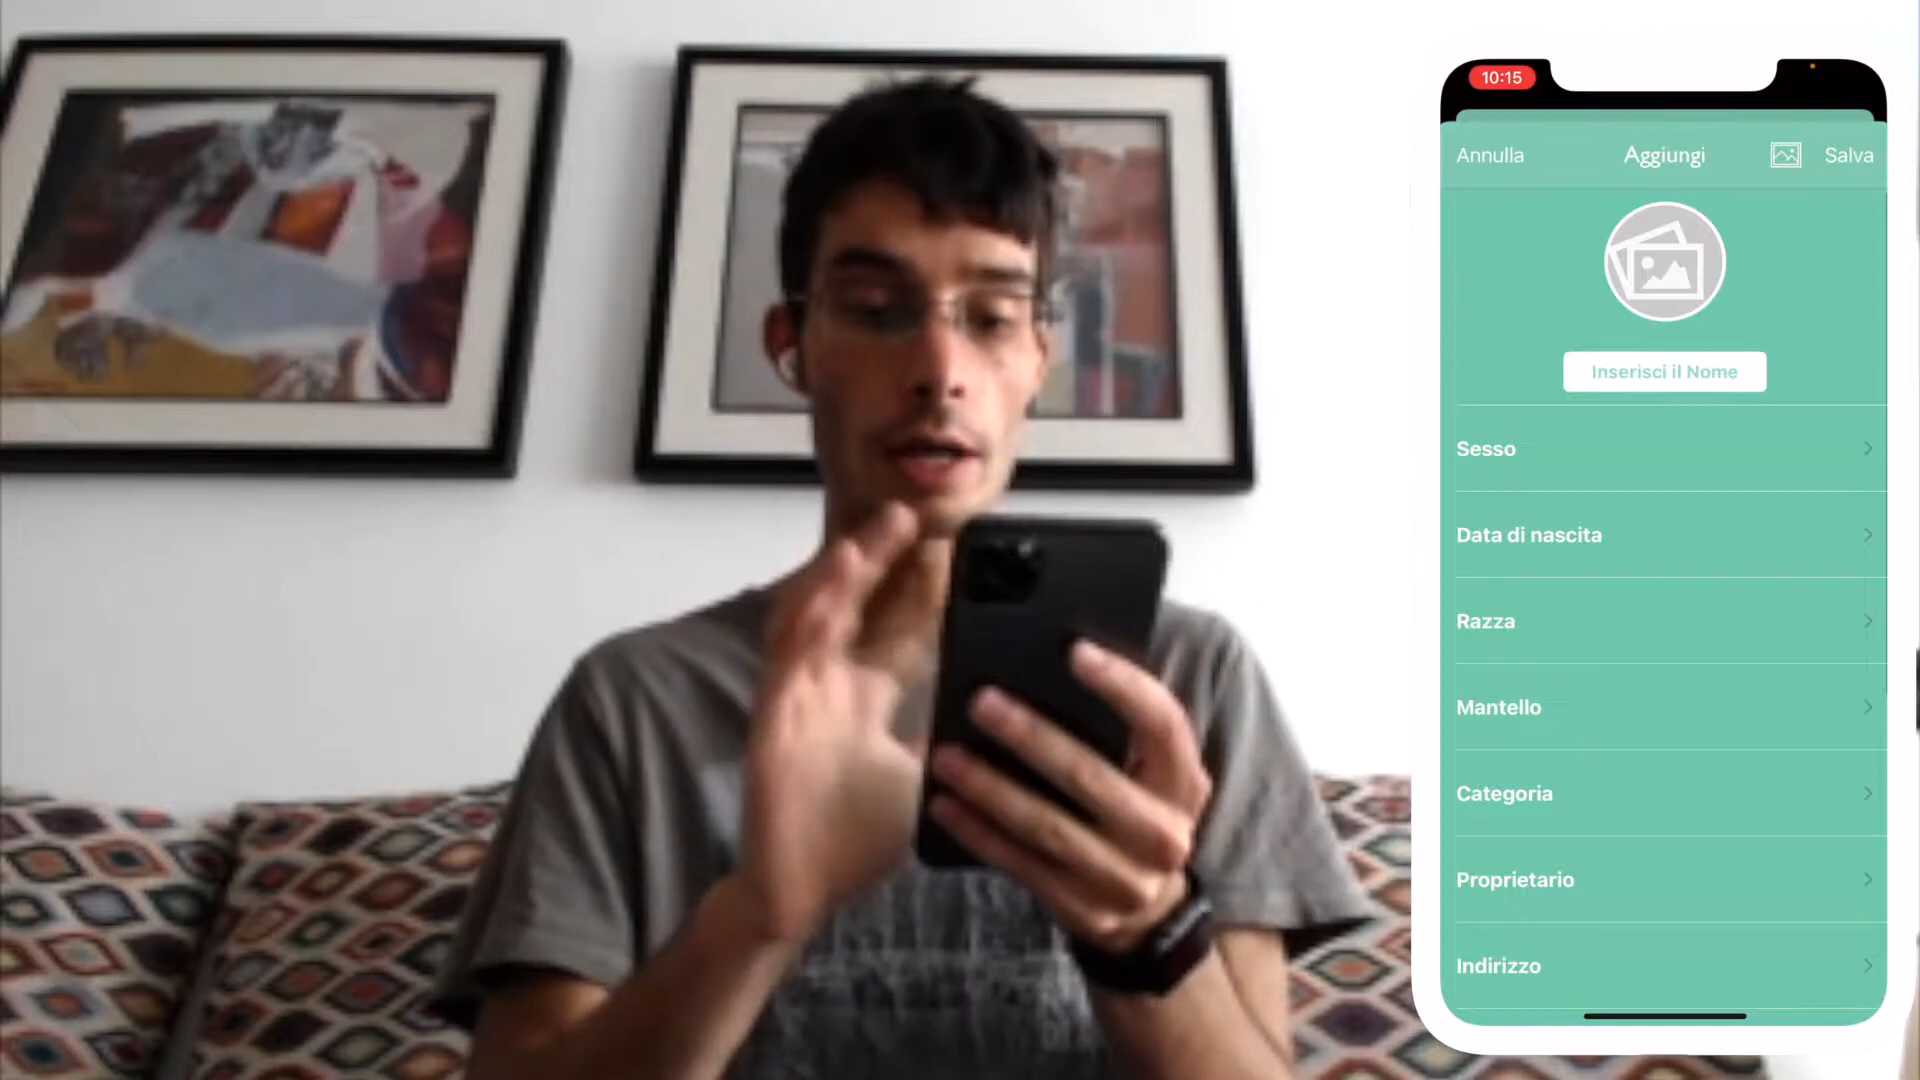 10:15
Annulla Aggiungi Salva
Inserisci il Nome
Sesso
Data di nascita
Razza
Mantello
Categoria
Proprietario
Indirizzo